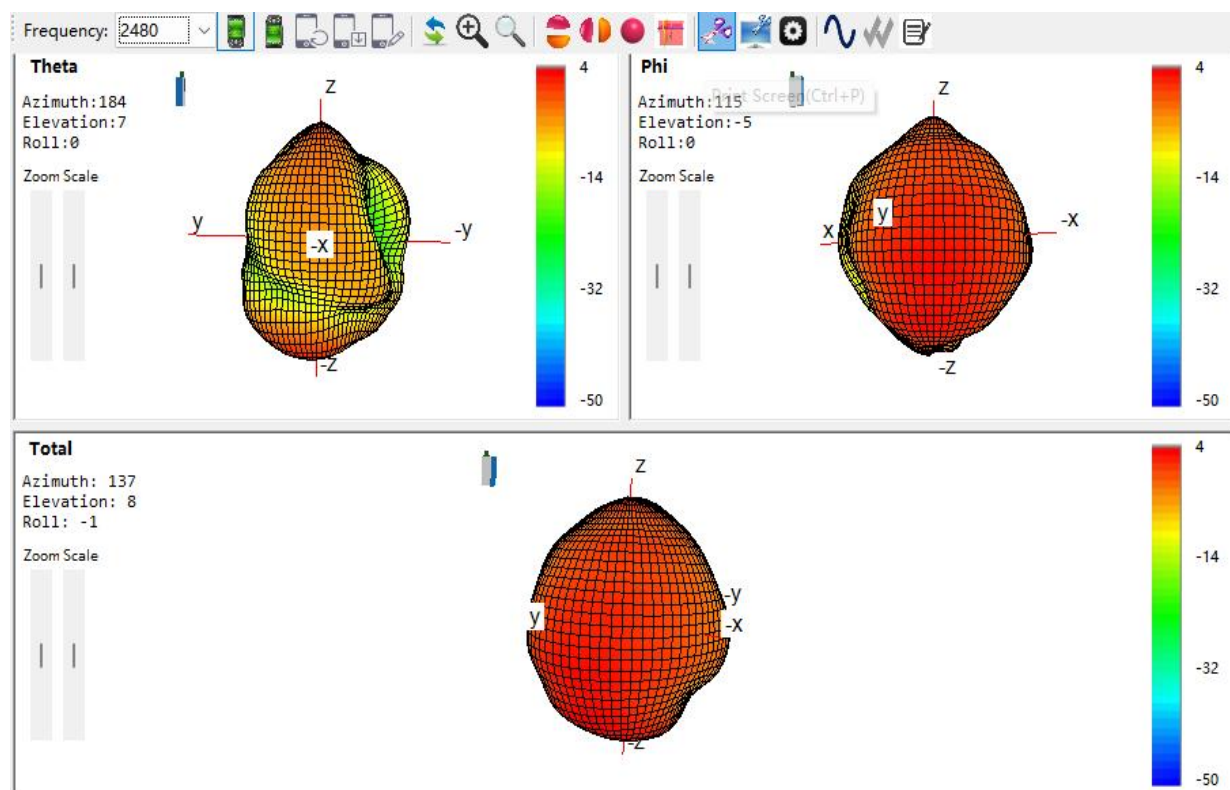 Frequency: 2480
Theta
Azimuth:184
Elevation:7
Roll:0
Zoom Scale
z
y
-X
-y
-Z
4
-14
-32
-50
Phi
Azimuth:115
Print Screen(Ctrl+P)
Elevation:-5
Roll:0
Zoom Scale
Z
y
x
-X
-Z
4
-14
-32
-50
Total
Azimuth: 137
Elevation: 8
Roll: -1
Zoom Scale
Z
y
-y
-X
-Z
4
-14
-32
-50